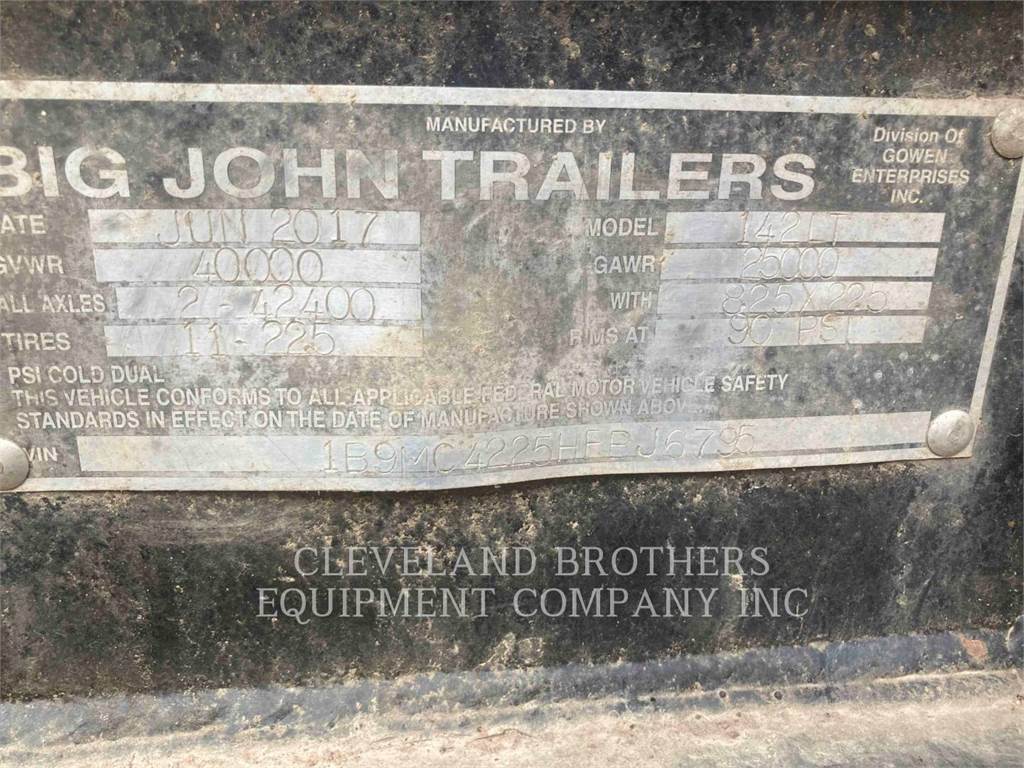 MANUFACTURED BY
BIG JOHN TRAILERS
Division Of
GOWEN
ENTERPRISES
INC.
ATE JUN 2017 MODEL 142LT
GVWR 40000 GAWR 25000
ALL AXLES 2-42400 WITH 825X225
TIRES 11-225 RIMS AT 90 PSI
PSI COLD DUAL
THIS VEHICLE CONFORMS TO ALL APPLICABLE FEDERAL MOTOR VEHICLE SAFETY
STANDARDS IN EFFECT ON THE DATE OF MANUFACTURE SHOWN ABOVE.
VIN
CLEVELAND BROTHERS
EQUIPMENT COMPANY INC